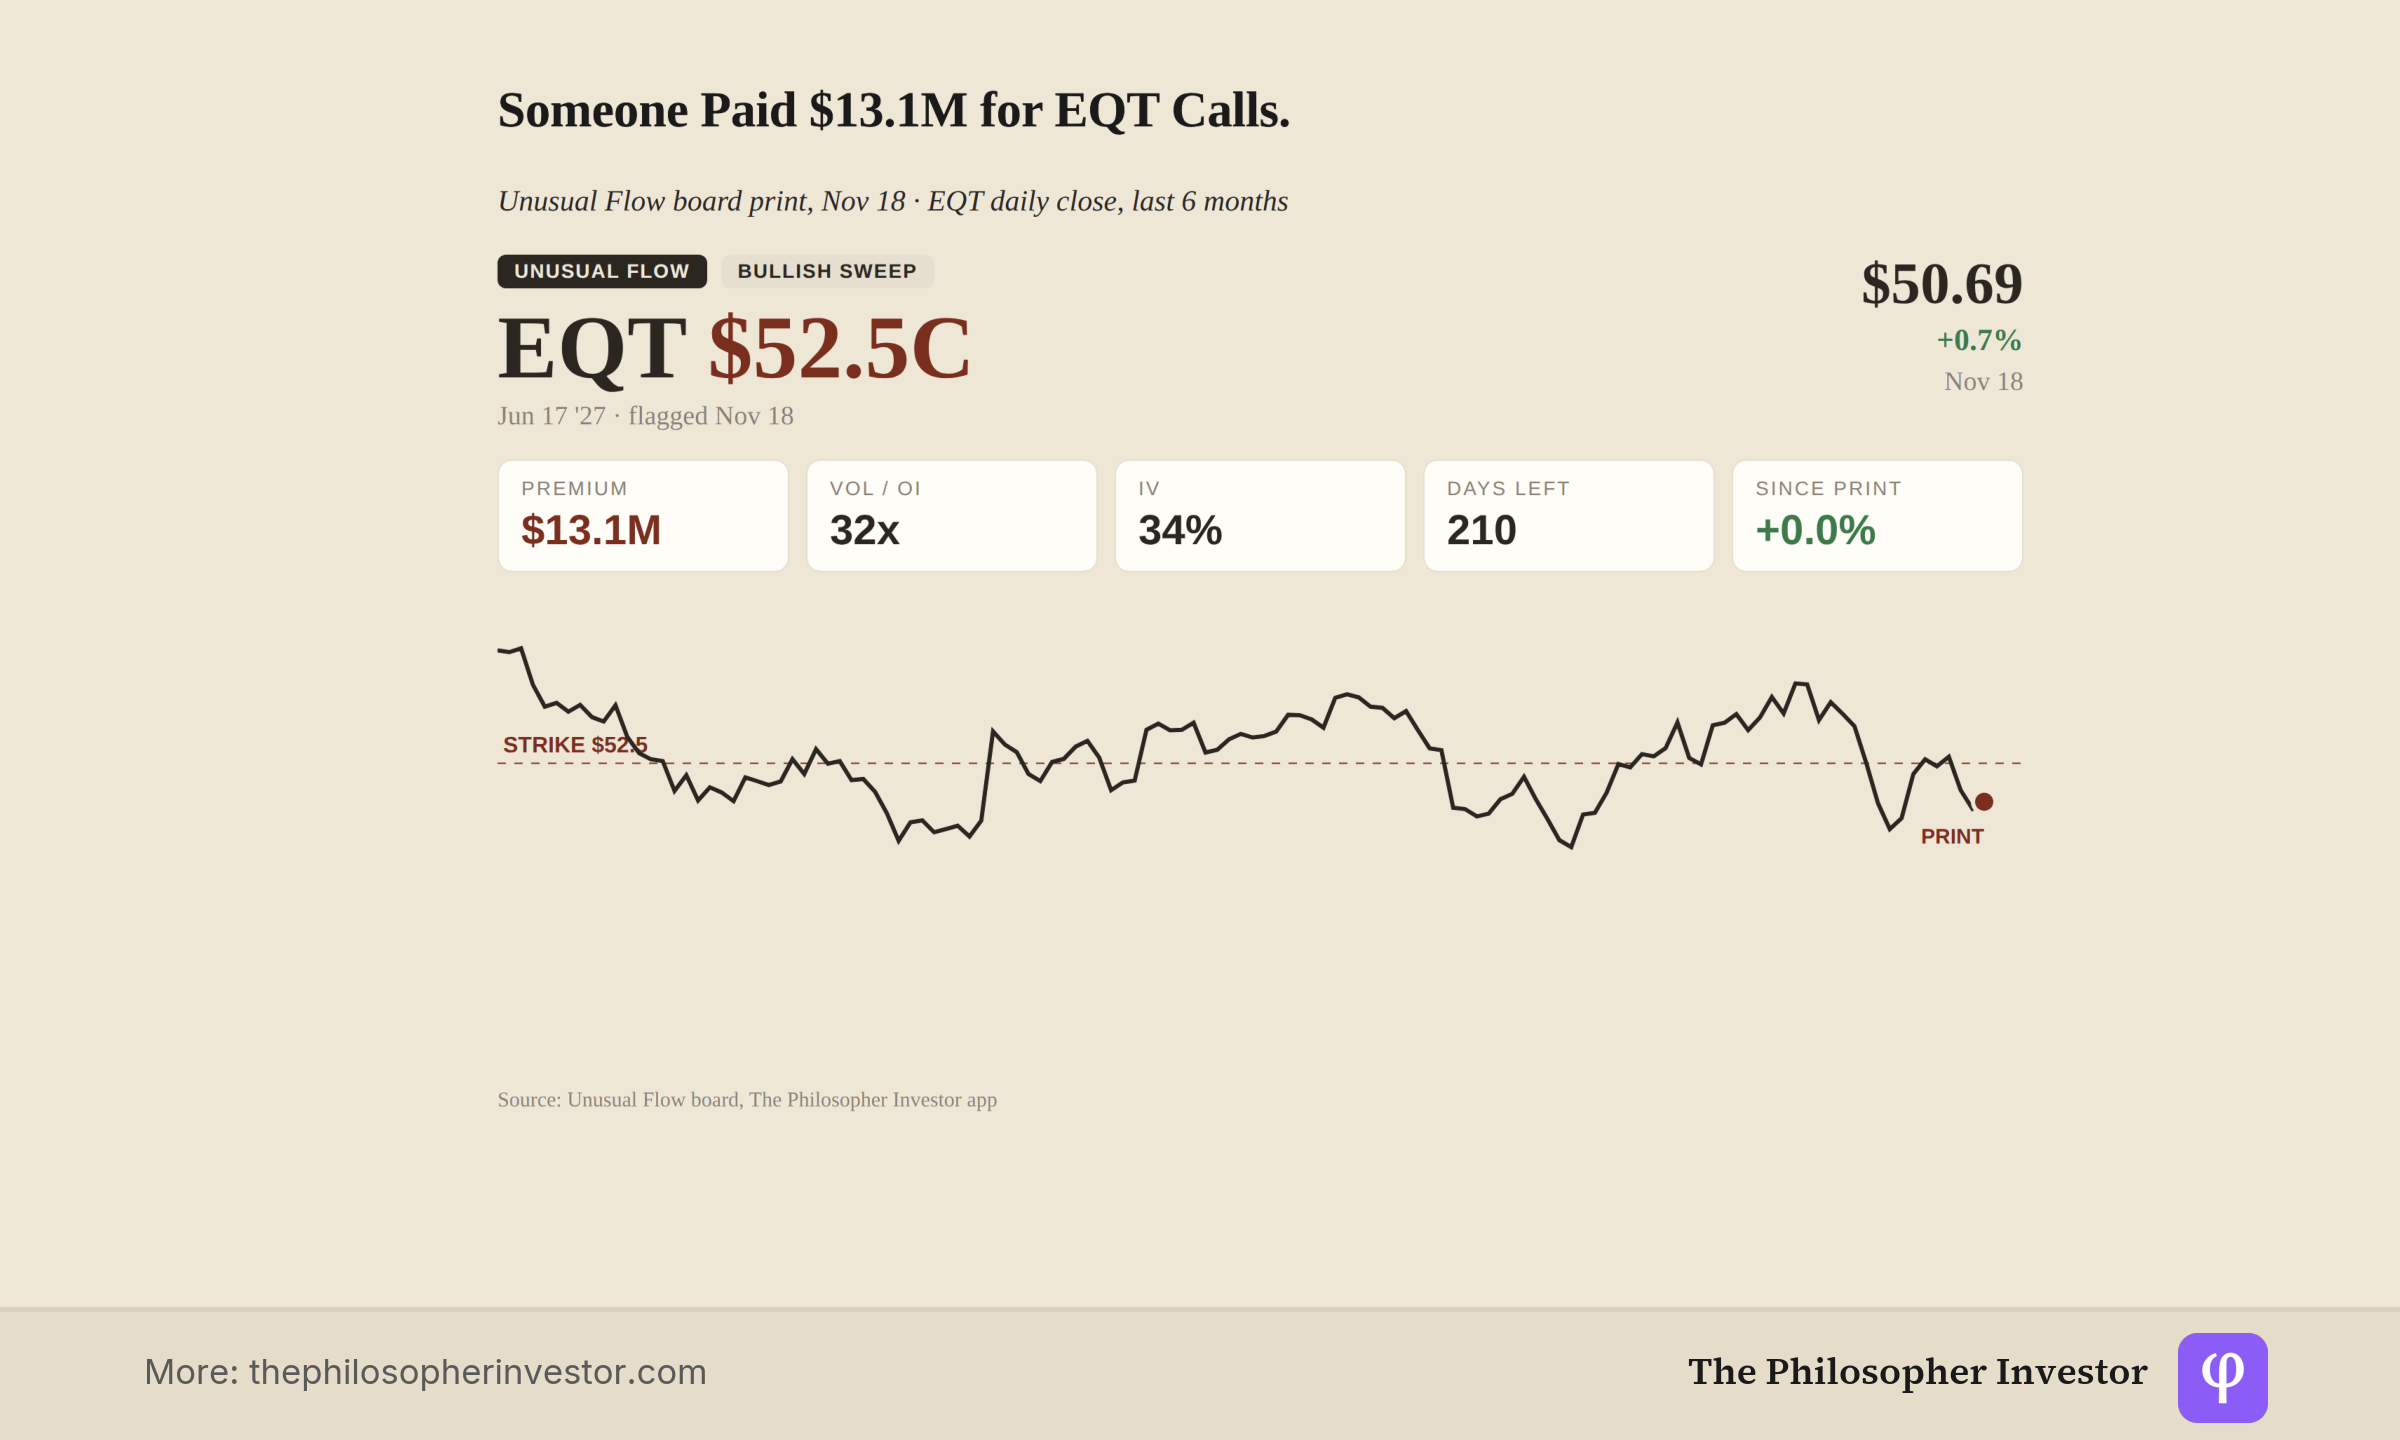 Someone Paid $13.1M for EQT Calls.
Unusual Flow board print, Nov 18 · EQT daily close, last 6 months
UNUSUAL FLOW
BULLISH SWEEP
EQT $52.5C
Jun 17 '27 · flagged Nov 18
$50.69
+0.7%
Nov 18
PREMIUM
$13.1M
VOL / OI
32x
IV
34%
DAYS LEFT
210
SINCE PRINT
+0.0%
STRIKE $52.5
PRINT
Source: Unusual Flow board, The Philosopher Investor app
More: thephilosopherinvestor.com
The Philosopher Investor
φ